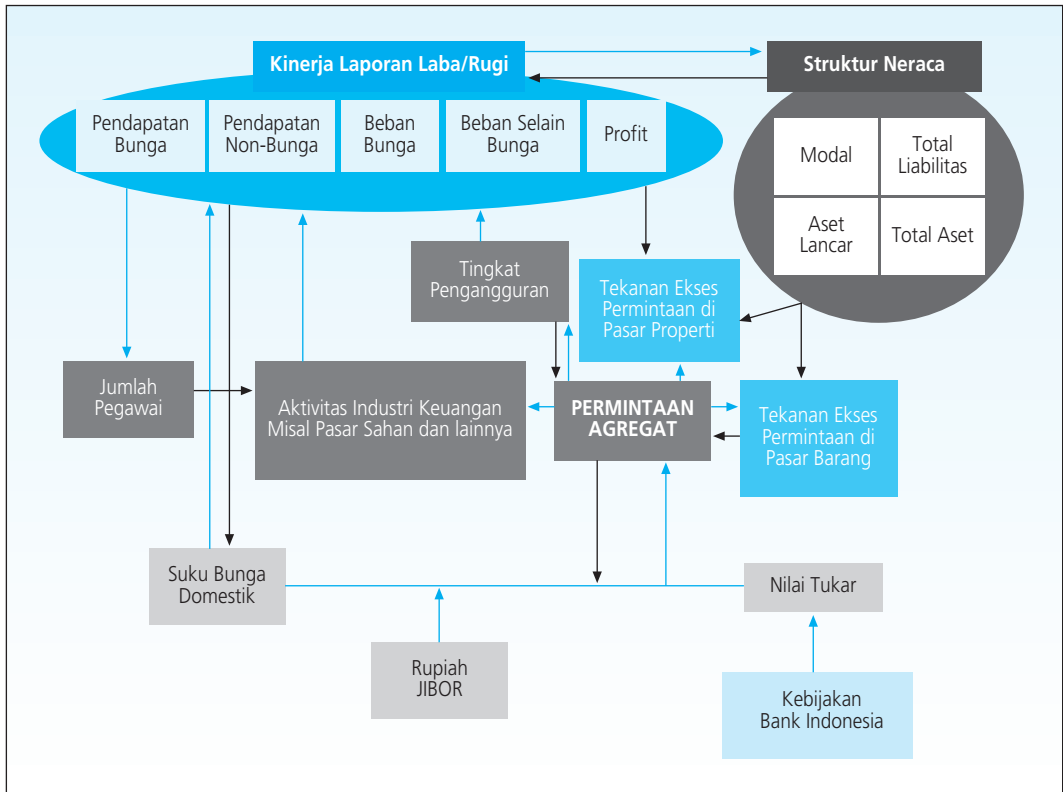 Kinerja Laporan Laba/Rugi
Struktur Neraca
Pendapatan
Bunga
Pendapatan
Non-Bunga
Beban
Bunga
Beban Selain
Bunga
Profit
Modal
Total
Liabilitas
Aset
Lancar
Total Aset
Tingkat
Pengangguran
Tekanan Ekses
Permintaan di
Pasar Properti
Jumlah
Pegawai
Aktivitas Industri Keuangan
Misal Pasar Sahan dan lainnya
PERMINTAAN
AGREGAT
Tekanan Ekses
Permintaan di
Pasar Barang
Suku Bunga
Domestik
Nilai Tukar
Rupiah
JIBOR
Kebijakan
Bank Indonesia